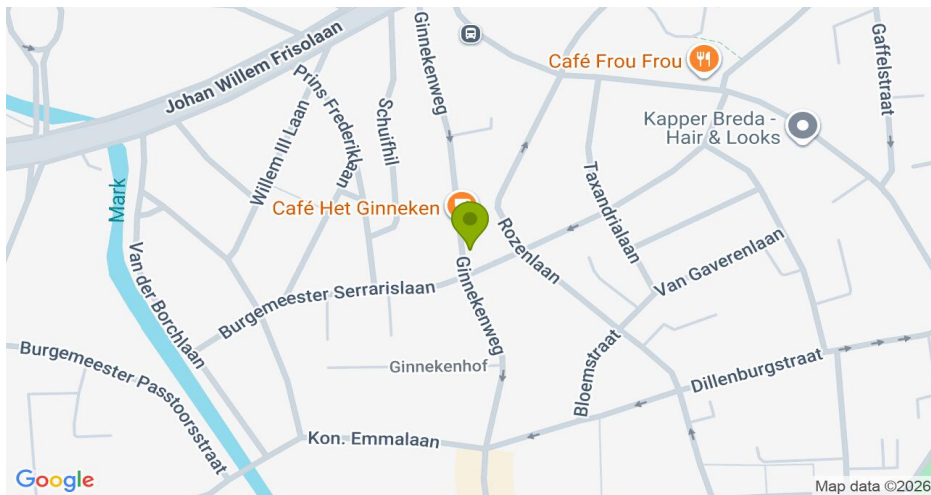 Johan Willem Frisolaan
Ginnekenweg
Café Frou Frou
Gaffelstraat
Prins Frederiklaan
Willem III Laan
Schuifhil
Kapper Breda -
Hair & Looks
Mark
Café Het Ginneken
Taxandrialaan
Rozenlaan
Van der Borchlaan
Van Gaverenlaan
Burgemeester Serrarislaan
Ginnekenweg
Burgemeester Passtoorsstraat
Ginnekenhof
Bloemstraat
Dillenburgstraat
Kon. Emmalaan
Google
Map data ©2026